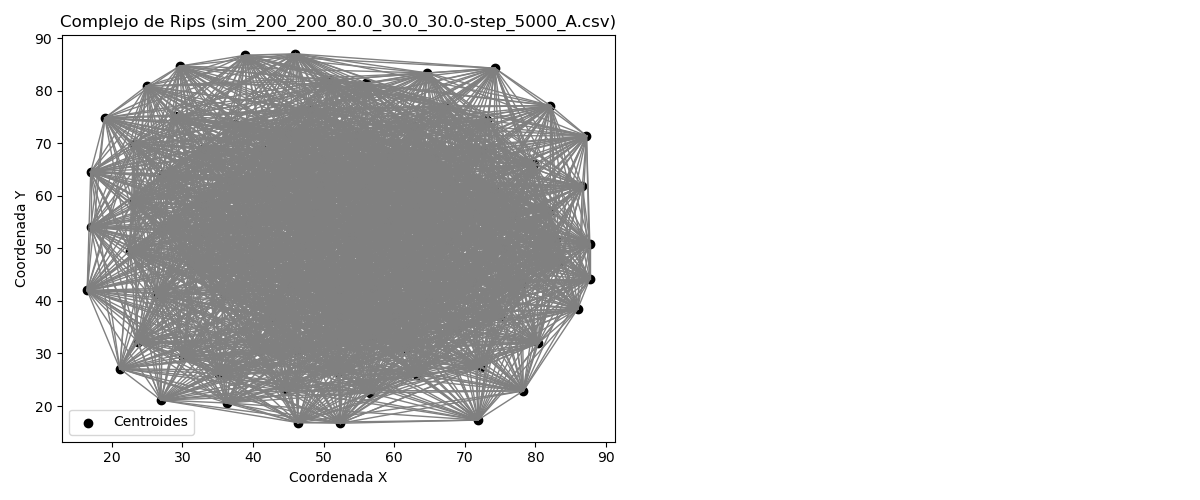 Complejo de Rips (sim_200_200_80.0_30.0_30.0-step_5000_A.csv)
90
80
70
60
50
40
30
20
Coordenada Y
Centroides
20 30 40 50 60 70 80 90
Coordenada X